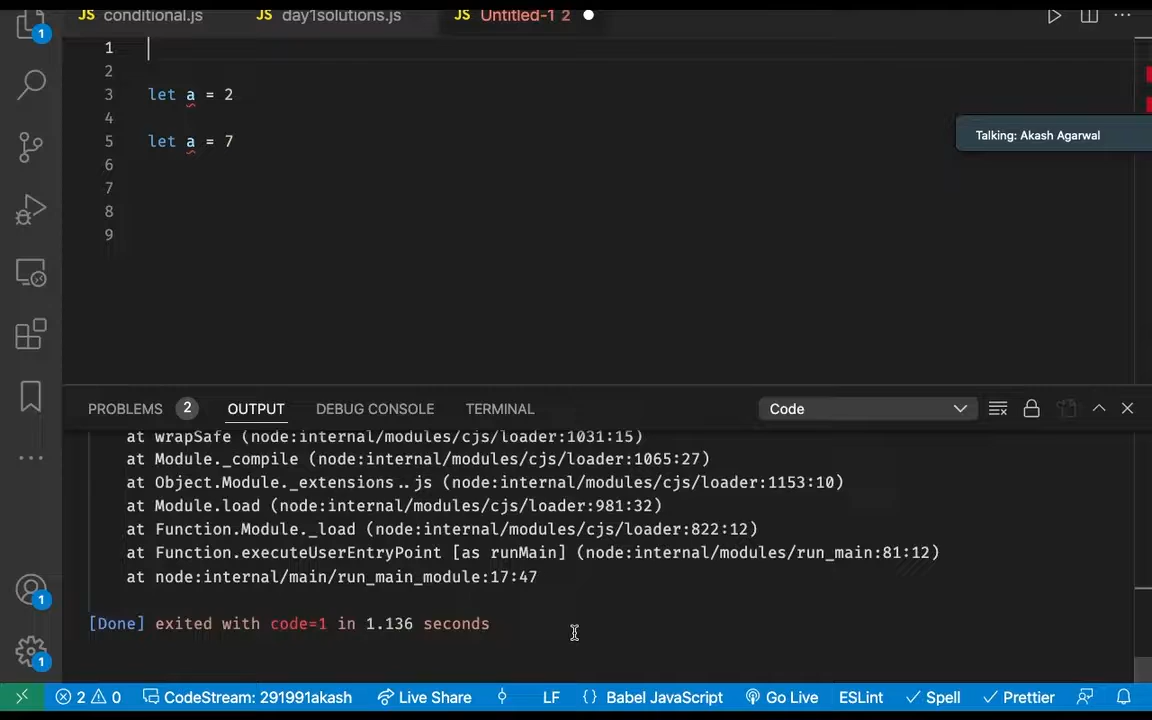 1
JS conditional.js JS day1solutions.js JS Untitled-1 2
1
2
3 let a = 2
4
5 let a = 7
6
7
8
9
Talking: Akash Agarwal
PROBLEMS 2 OUTPUT DEBUG CONSOLE TERMINAL Code
at wrapSafe (node:internal/modules/cjs/loader:1031:15)
at Module._compile (node:internal/modules/cjs/loader:1065:27)
at Object.Module._extensions..js (node:internal/modules/cjs/loader:1153:10)
at Module.load (node:internal/modules/cjs/loader:981:32)
at Function.Module._load (node:internal/modules/cjs/loader:822:12)
at Function.executeUserEntryPoint [as runMain] (node:internal/modules/run_main:81:12)
at node:internal/main/run_main_module:17:47
[Done] exited with code=1 in 1.136 seconds
1
1
2 0 CodeStream: 291991akash Live Share LF {} Babel JavaScript Go Live ESLint Spell Prettier